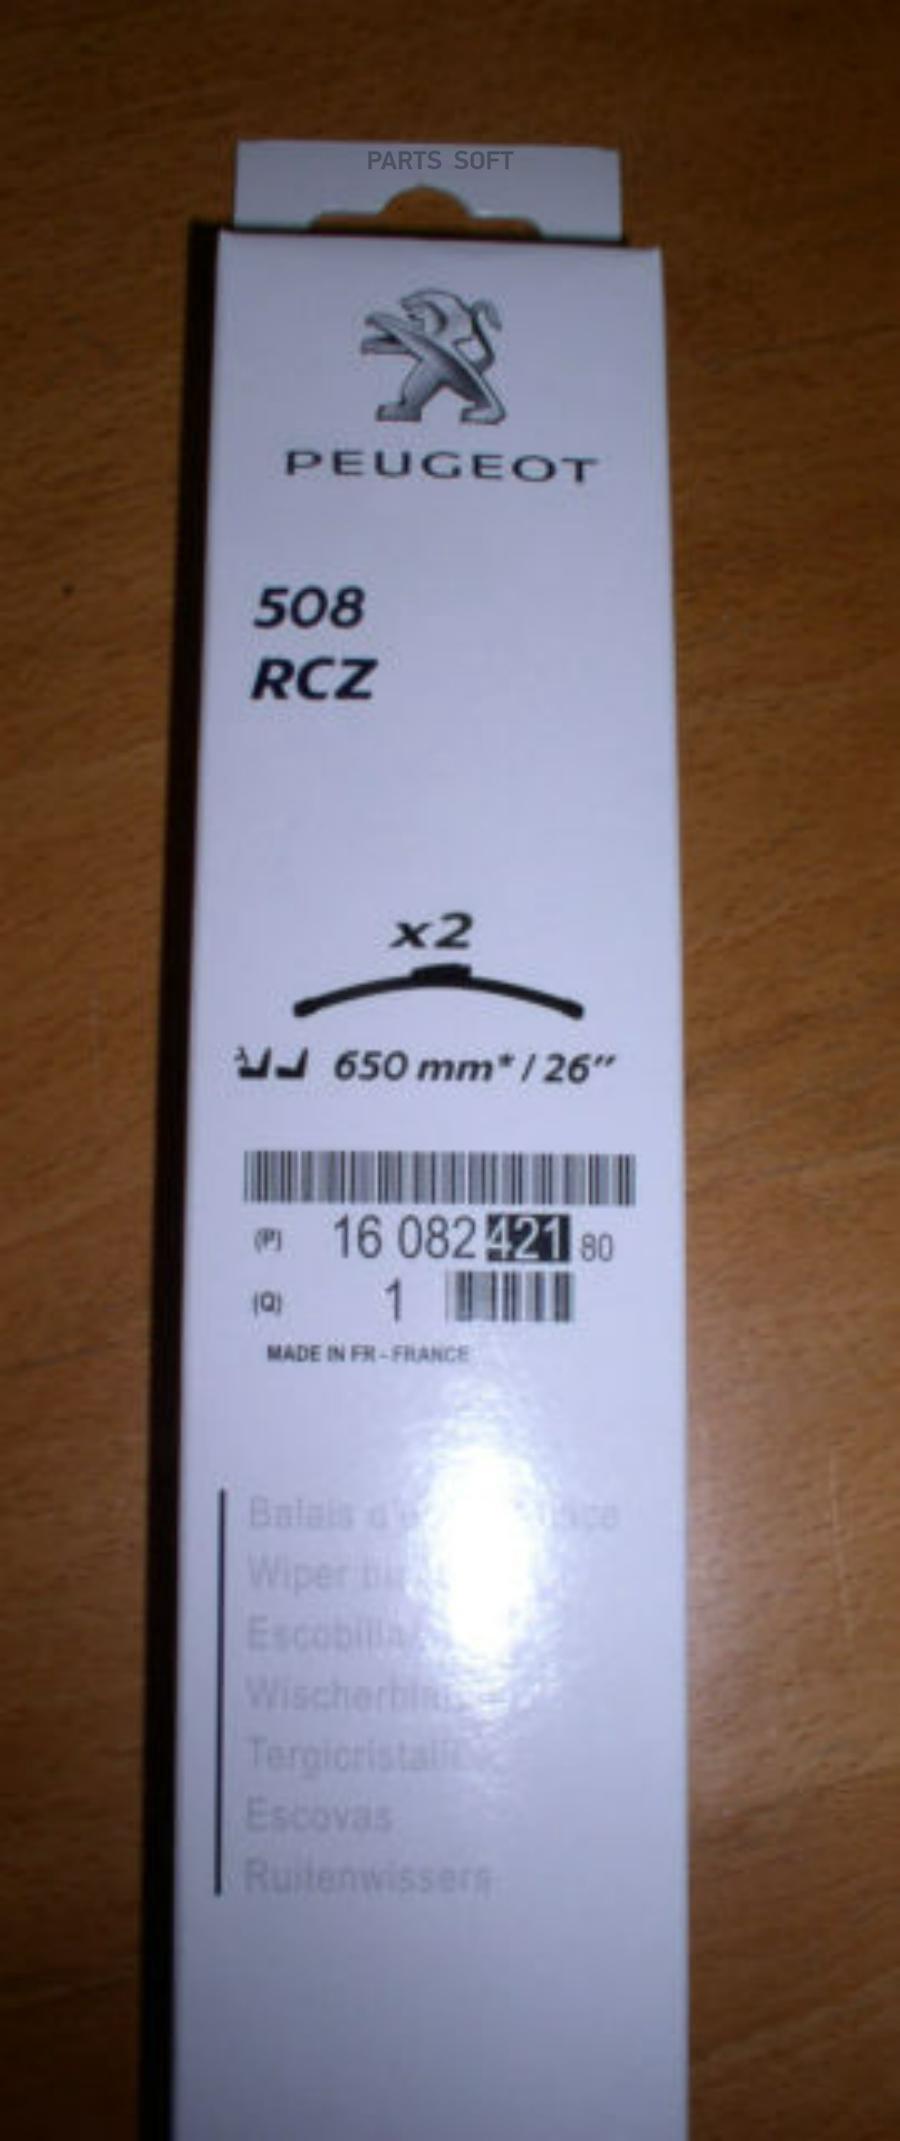 PARTS SOFT
PEUGEOT
508
RCZ
x2
650 mm* / 26”
(P) 16 082 421 80
(Q) 1
MADE IN FR - FRANCE
Balais
Wiper
Escobilla
Wischerblä
Tergicristalli
Escovas
Ruitenwissers